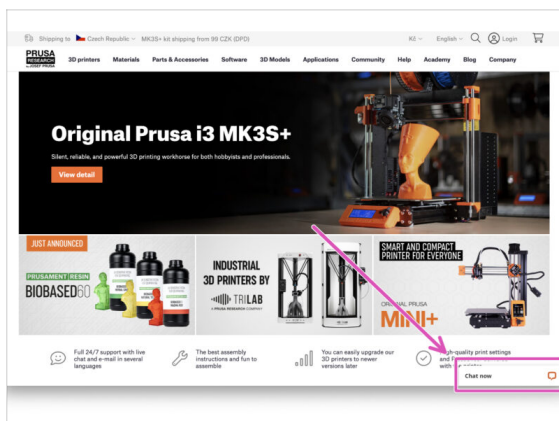 Shipping to Czech Republic MK3S+ kit shipping from 99 CZK (DPD) Kč English Login
PRUSA
RESEARCH
by JOSEF PRUSA
3D printers Materials Parts & Accessories Software 3D Models Applications Community Help Academy Blog Company
Original Prusa i3 MK3S+
Silent, reliable, and powerful 3D printing workhorse for both hobbyists and professionals.
View detail
JUST ANNOUNCED
PRUSAMENT RESIN
BIOBASED60
INDUSTRIAL
3D PRINTERS BY
TRILAB
A PRUSA RESEARCH COMPANY
SMART AND COMPACT
PRINTER FOR EVERYONE
ORIGINAL PRUSA
MINI+
Full 24/7 support with live
chat and e-mail in several
languages
The best assembly
instructions and fun to
assemble
You can easily upgrade our
3D printers to newer
versions later
High-quality print settings
and
with
Chat now